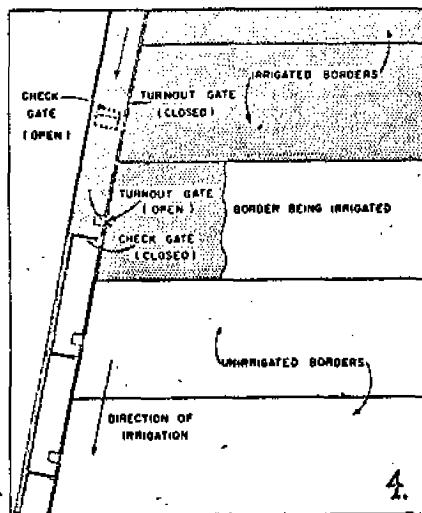 IRRIGATED BORDERS
CHECK
GATE
(OPEN)
TURNOUT GATE
(CLOSED)
TURNOUT GATE
(OPEN)
BORDER BEING IRRIGATED
CHECK GATE
(CLOSED)
UNIRRIGATED BORDERS
DIRECTION OF
IRRIGATION
4.